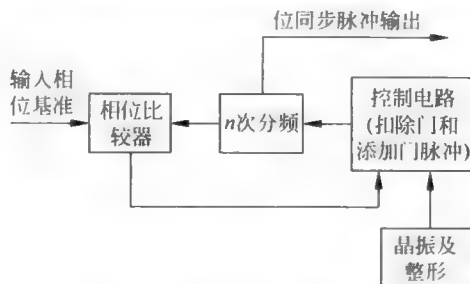 位同步脉冲输出
输入相
位基准
相位比
较器
n次分频
控制电路
(扣除门和
添加门脉冲)
晶振及
整形